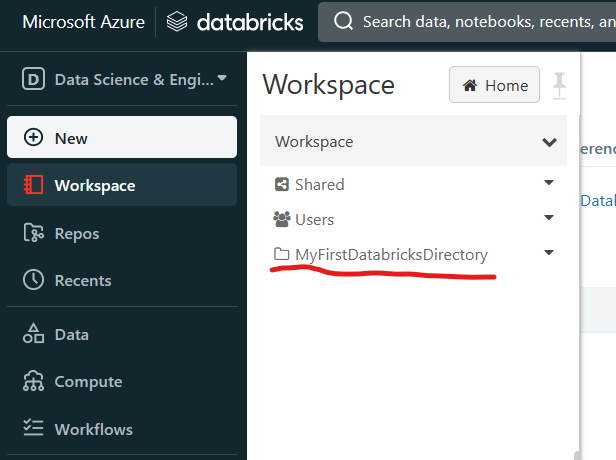 Microsoft Azure
databricks
Search data, notebooks, recents, an
D
Data Science & Engi...
New
Workspace
Repos
Recents
Data
Compute
Workflows
Workspace
Home
Workspace
Shared
Users
MyFirstDatabricksDirectory
erenc
Datab